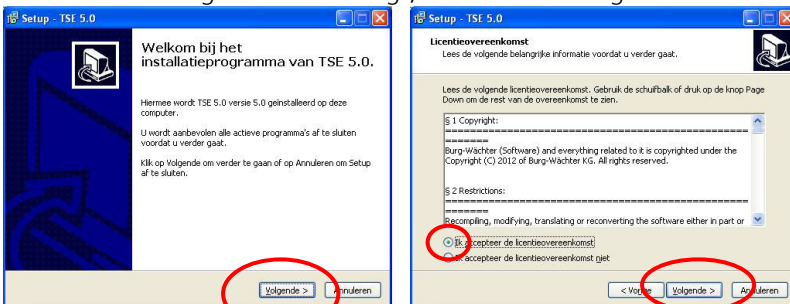 Setup - TSE 5.0
Welkom bij het
installatieprogramma van TSE 5.0.
Hiermee wordt TSE 5.0 versie 5.0 geïnstalleerd op deze
computer.
U wordt aanbevolen alle actieve programma's af te sluiten
voordat u verder gaat.
Klik op Volgende om verder te gaan of op Annuleren om Setup
af te sluiten.
Volgende >
Annuleren
Setup - TSE 5.0
Licentieovereenkomst
Lees de volgende belangrijke informatie voordat u verder gaat.
Lees de volgende licentieovereenkomst. Gebruik de schuifbalk of druk op de knop Page
Down om de rest van de overeenkomst te zien.
§ 1 Copyright:
==================================================
=======
Burg-Wächter (Software) and everything related to it is copyrighted under the
Copyright (C) 2012 of Burg-Wächter KG. All rights reserved.
§ 2 Restrictions:
==================================================
=======
Recompiling, modifying, translating or reconverting the software either in part or
Ik accepteer de licentieovereenkomst
Ik accepteer de licentieovereenkomst niet
< Vorige
Volgende >
Annuleren